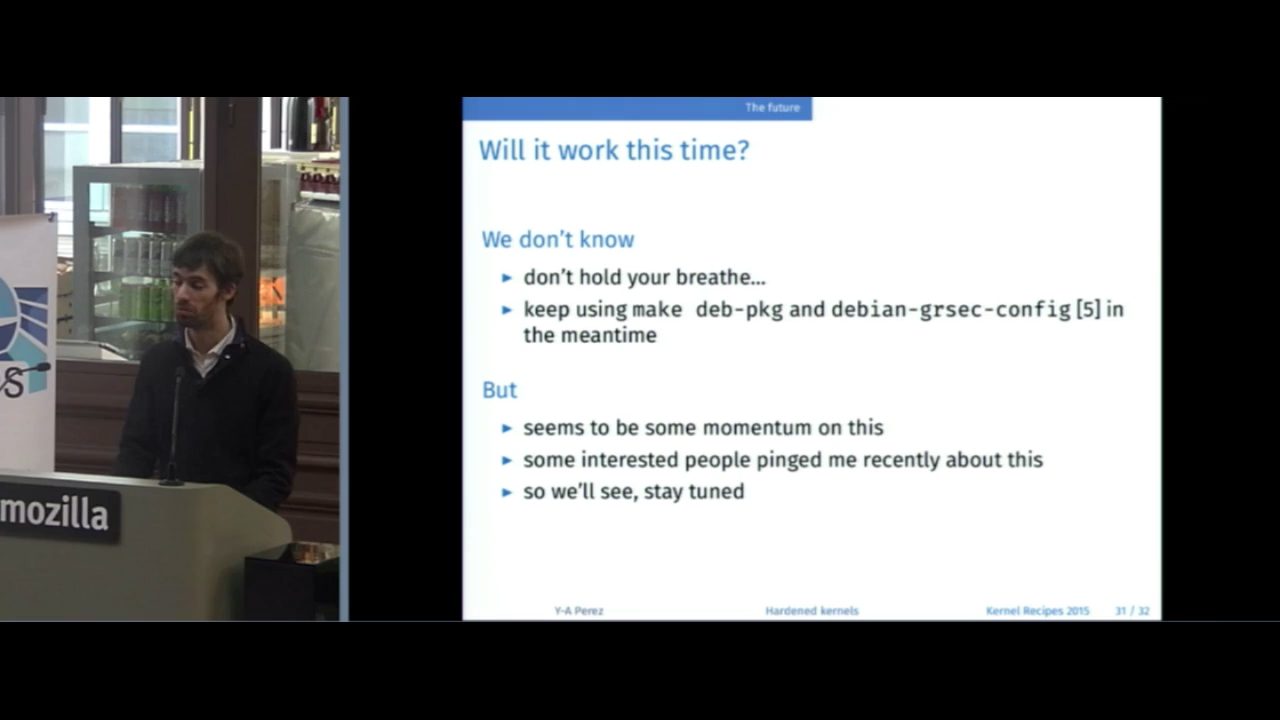 The future
Will it work this time?
We don't know
► don't hold your breathe...
► keep using make deb-pkg and debian-grsec-config [5] in
the meantime
But
► seems to be some momentum on this
► some interested people pinged me recently about this
► so we'll see, stay tuned
Y-A Perez Hardened kernels Kernel Recipes 2015 31 / 32
mozilla